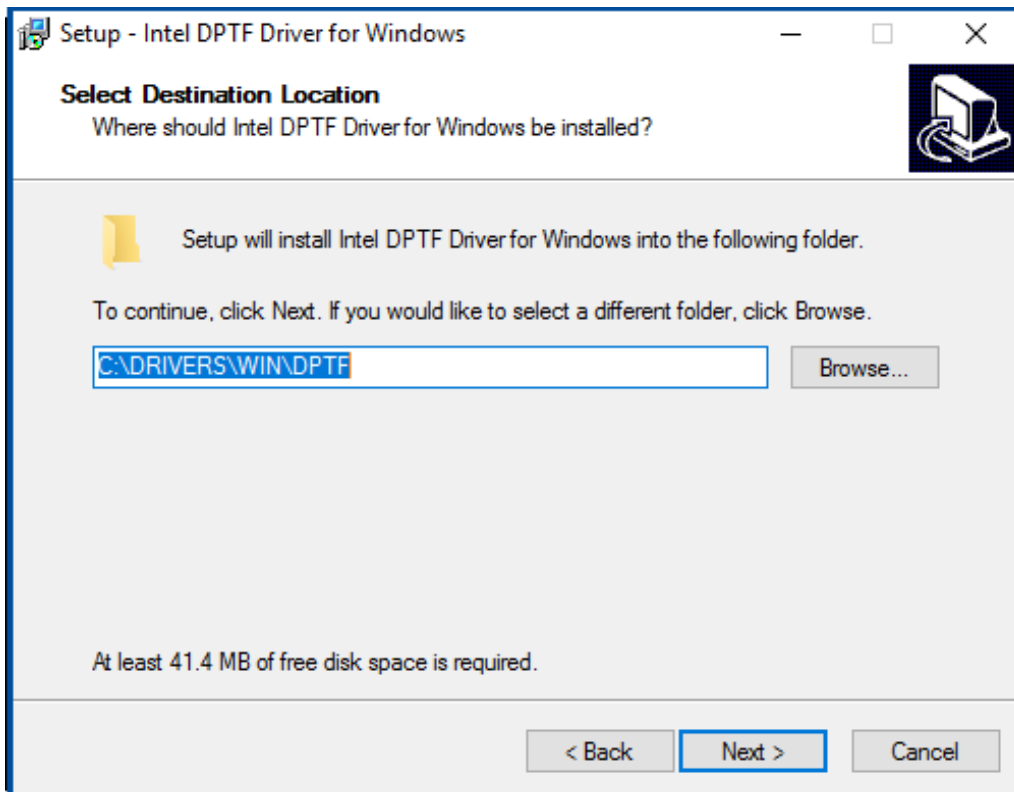 Setup - Intel DPTF Driver for Windows
Select Destination Location
Where should Intel DPTF Driver for Windows be installed?
Setup will install Intel DPTF Driver for Windows into the following folder.
To continue, click Next. If you would like to select a different folder, click Browse.
C:\DRIVERS\WIN\DPTF
Browse...
At least 41.4 MB of free disk space is required.
< Back
Next >
Cancel